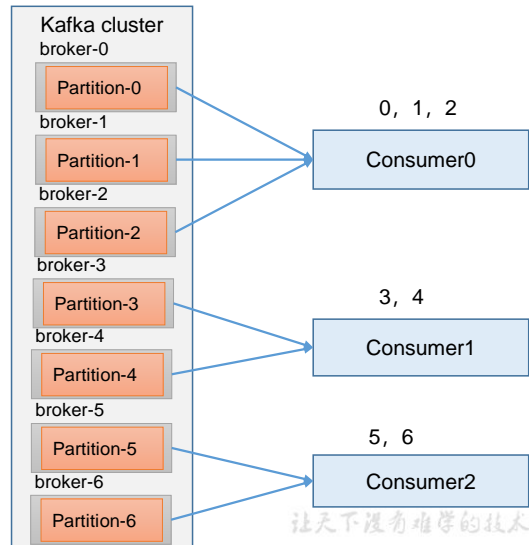 Kafka cluster
broker-0
Partition-0
broker-1
Partition-1
broker-2
Partition-2
broker-3
Partition-3
broker-4
Partition-4
broker-5
Partition-5
broker-6
Partition-6
0, 1, 2
Consumer0
3, 4
Consumer1
5, 6
Consumer2
让天下没有难学的技术